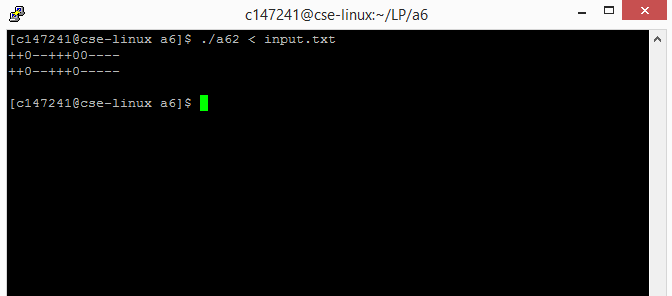 c147241@cse-linux:~/LP/a6
[c147241@cse-linux a6]$ ./a62 < input.txt
++0--+++00----
++0--+++0-----
[c147241@cse-linux a6]$